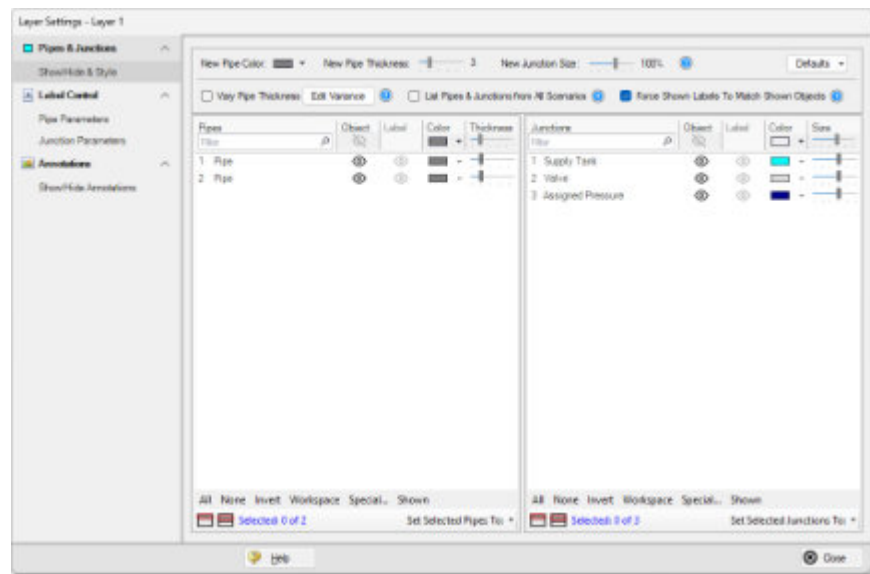 Layer Settings - Layer 1
Pipes & Junctions
Show/Hide & Style
Label Control
Pipe Parameters
Junction Parameters
Annotations
Show/Hide Annotations
New Pipe Color: New Pipe Thickness: 3 New Junction Size: 100% Defaults
Vary Pipe Thickness Edit Variance List Pipes & Junctions from All Scenarios Force Shown Labels To Match Shown Objects
Pipes Object Label Color Thickness
Filter
1 Pipe
2 Pipe
All None Invert Workspace Special... Shown
Selected: 0 of 2 Set Selected Pipes To:
Junctions Object Label Color Size
Filter
1 Supply Tank
2 Valve
3 Assigned Pressure
All None Invert Workspace Special... Shown
Selected: 0 of 3 Set Selected Junctions To:
Help Close